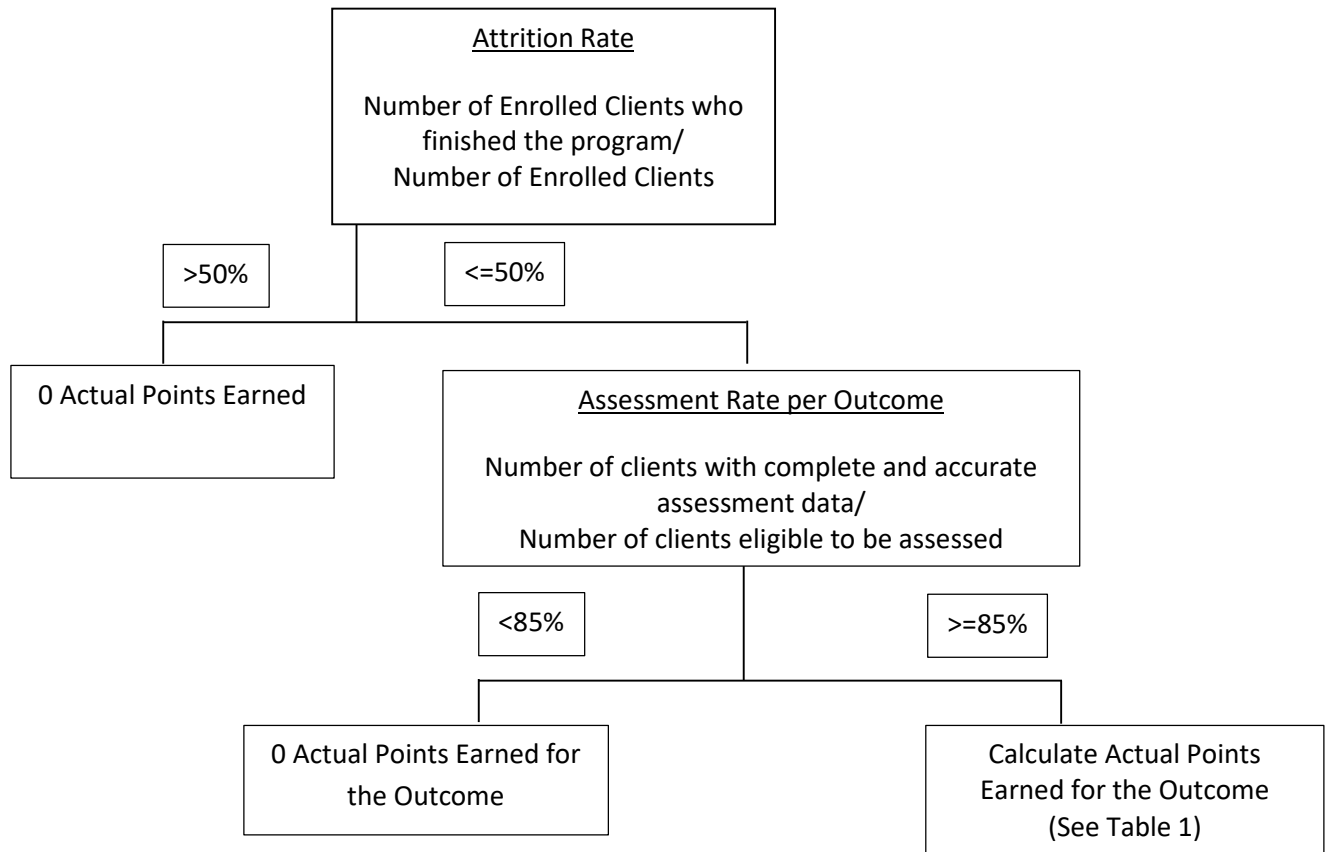 Attrition Rate
Number of Enrolled Clients who
finished the program/
Number of Enrolled Clients
>50%
<=50%
0 Actual Points Earned
Assessment Rate per Outcome
Number of clients with complete and accurate
assessment data/
Number of clients eligible to be assessed
<85%
>=85%
0 Actual Points Earned for
the Outcome
Calculate Actual Points
Earned for the Outcome
(See Table 1)